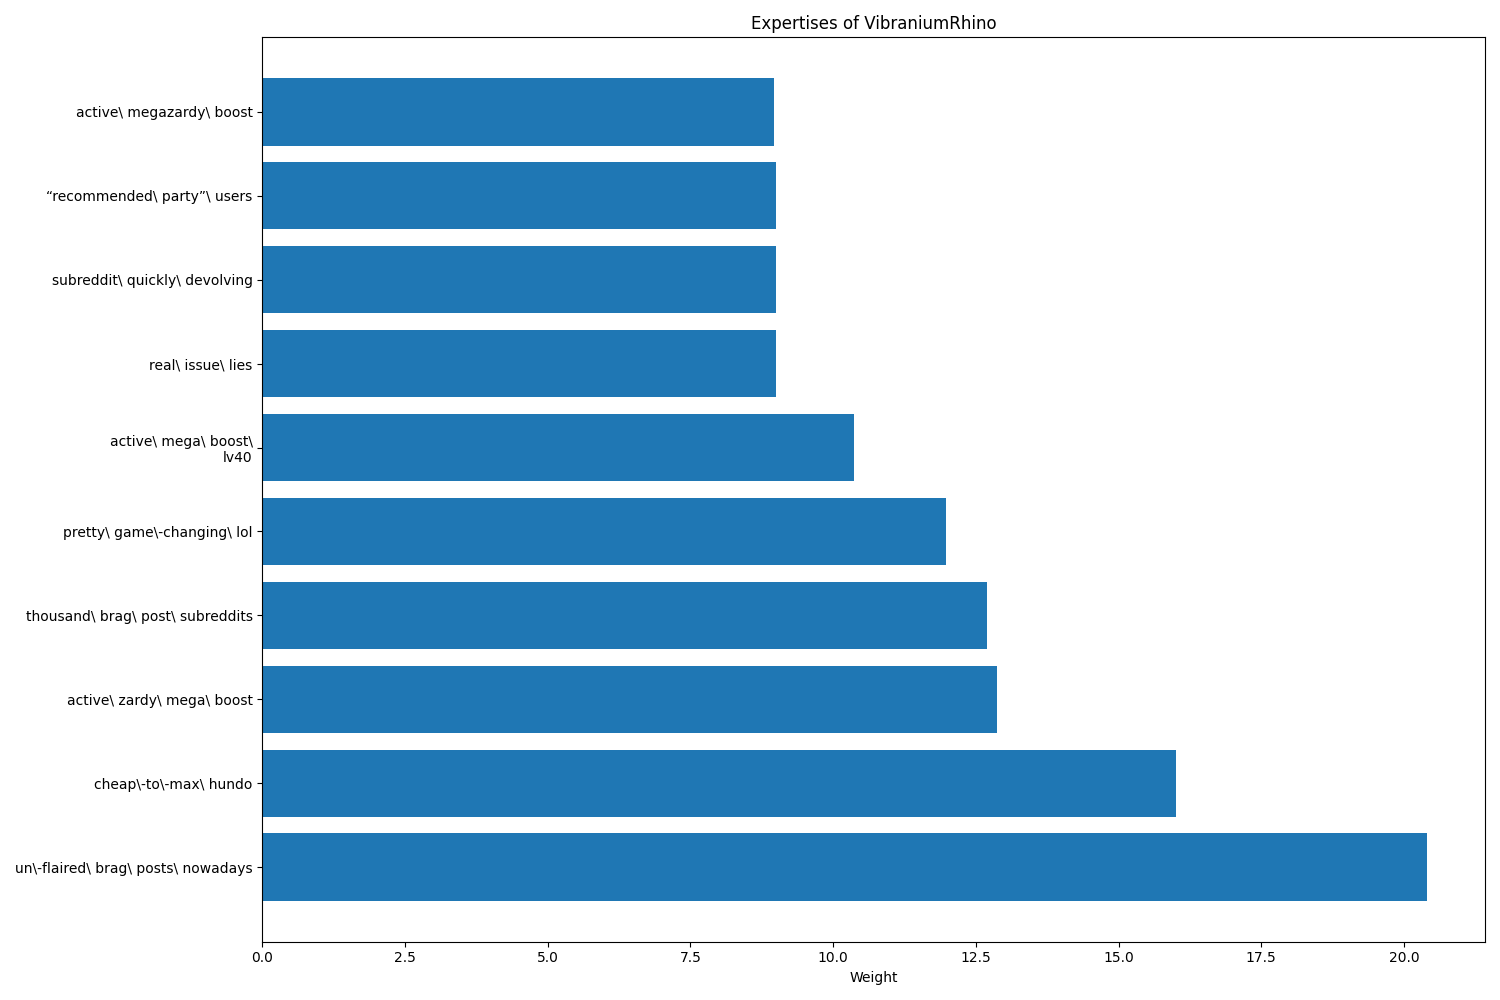 Expertises of VibraniumRhino
active\ megazardy\ boost
“recommended\ party”\ users
subreddit\ quickly\ devolving
real\ issue\ lies
active\ mega\ boost\
lv40
pretty\ game\-changing\ lol
thousand\ brag\ post\ subreddits
active\ zardy\ mega\ boost
cheap\-to\-max\ hundo
un\-flaired\ brag\ posts\ nowadays
0.0 2.5 5.0 7.5 10.0 12.5 15.0 17.5 20.0
Weight